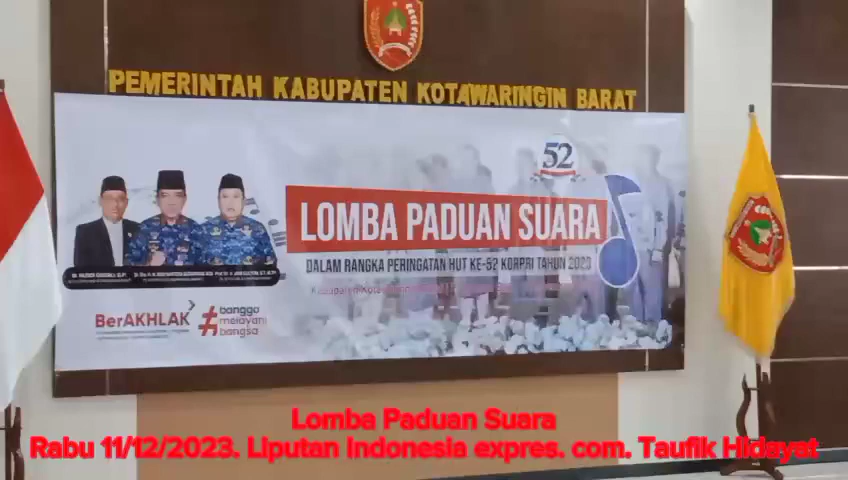 PEMERINTAH KABUPATEN KOTAWARINGIN BARAT
52
LOMBA PADUAN SUARA
DALAM RANGKA PERINGATAN HUT KE-52 KORPRI TAHUN 2023
BerAKHLAK
#bangga
melayani
bangsa
Lomba Paduan Suara
Rabu 11/12/2023. Liputan Indonesia expres. com. Taufik Hidayat